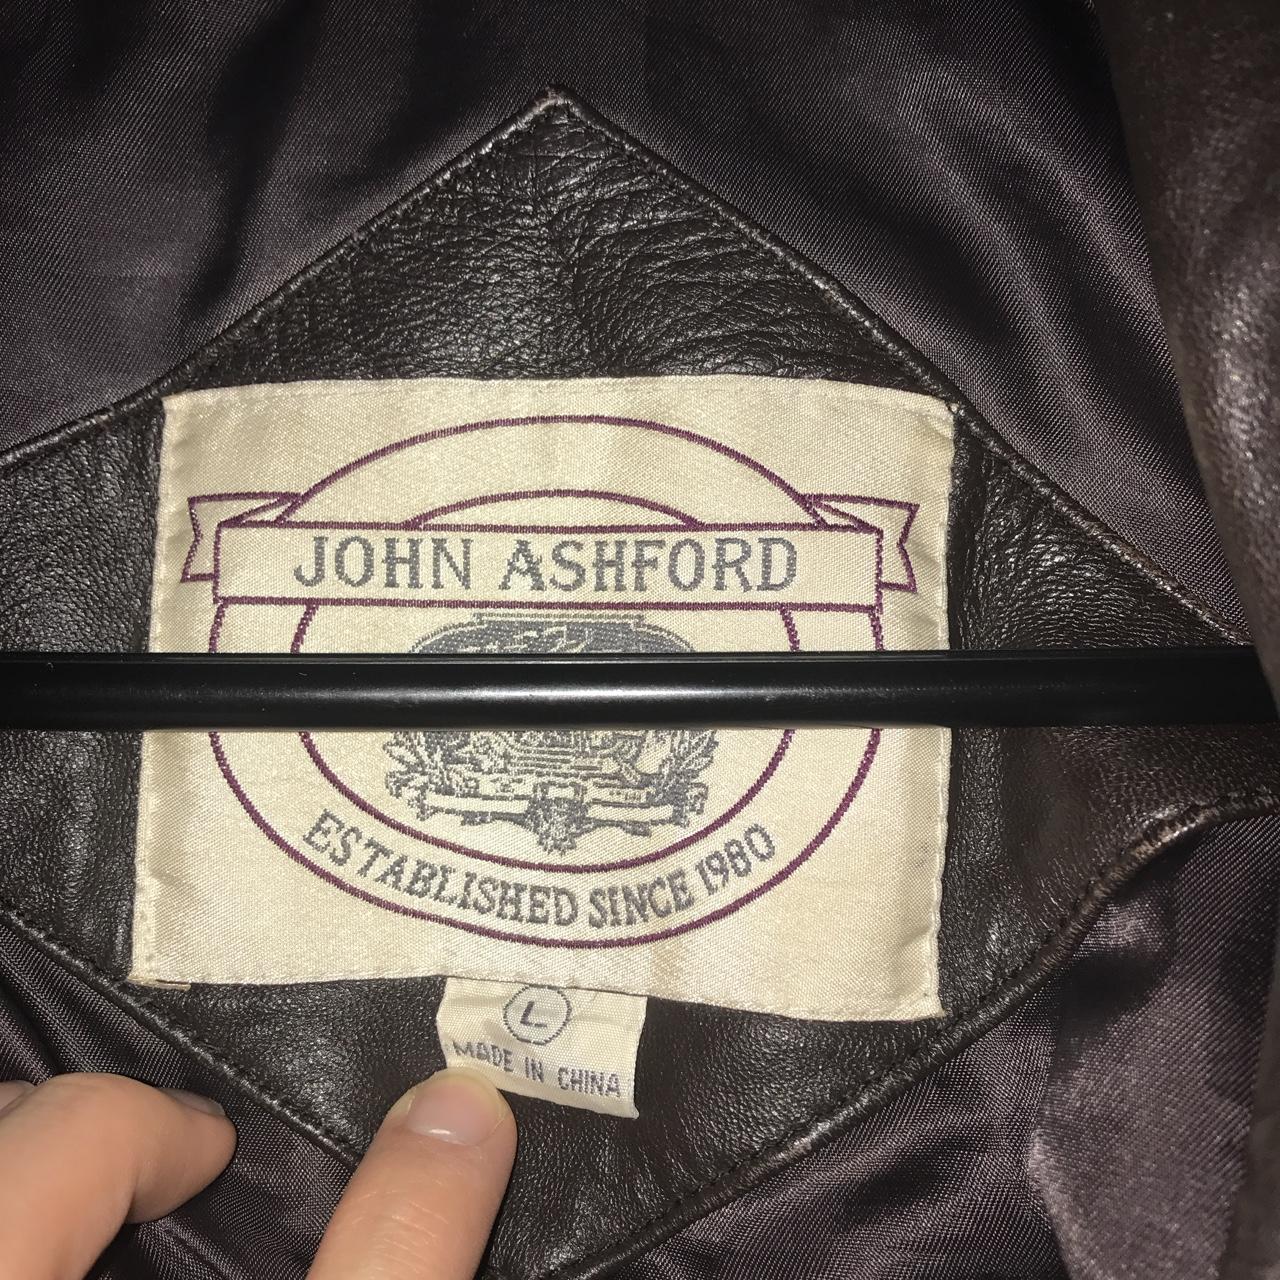 JOHN ASHFORD
ESTABLISHED SINCE 1980
L
MADE IN CHINA